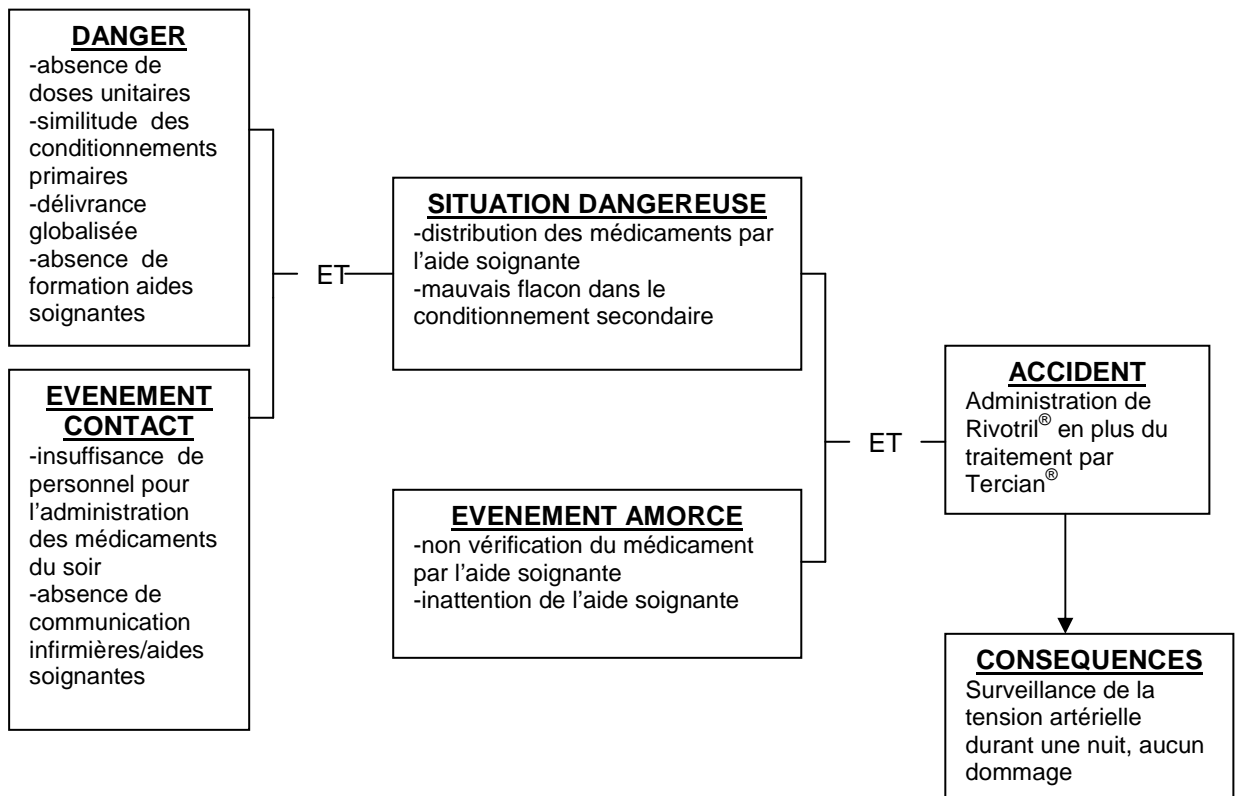 DANGER
-absence de
doses unitaires
-similitude des
conditionnements
primaires
-délivrance
globalisée
-absence de
formation aides
soignantes
EVENEMENT
CONTACT
-insuffisance de
personnel pour
l’administration
des médicaments
du soir
-absence de
communication
infirmières/aides
soignantes
ET
SITUATION DANGEREUSE
-distribution des médicaments par
l’aide soignante
-mauvais flacon dans le
conditionnement secondaire
EVENEMENT AMORCE
-non vérification du médicament
par l’aide soignante
-inattention de l’aide soignante
ET
ACCIDENT
Administration de
Rivotril® en plus du
traitement par
Tercian®
CONSEQUENCES
Surveillance de la
tension artérielle
durant une nuit, aucun
dommage